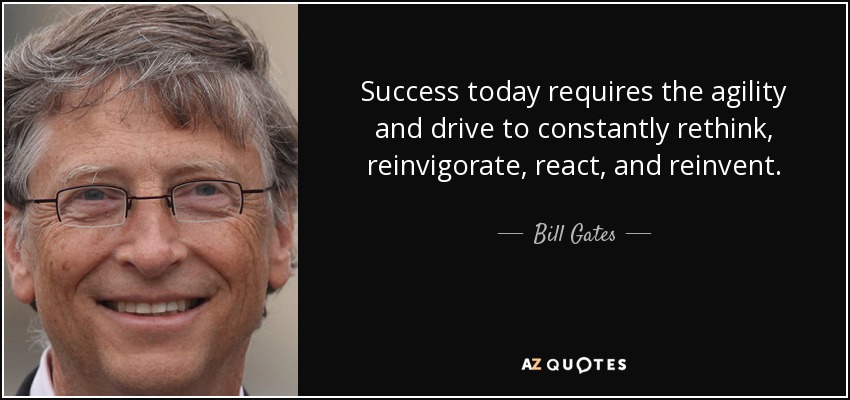 Success today requires the agility
and drive to constantly rethink,
reinvigorate, react, and reinvent.
Bill Gates
AZ QUOTES